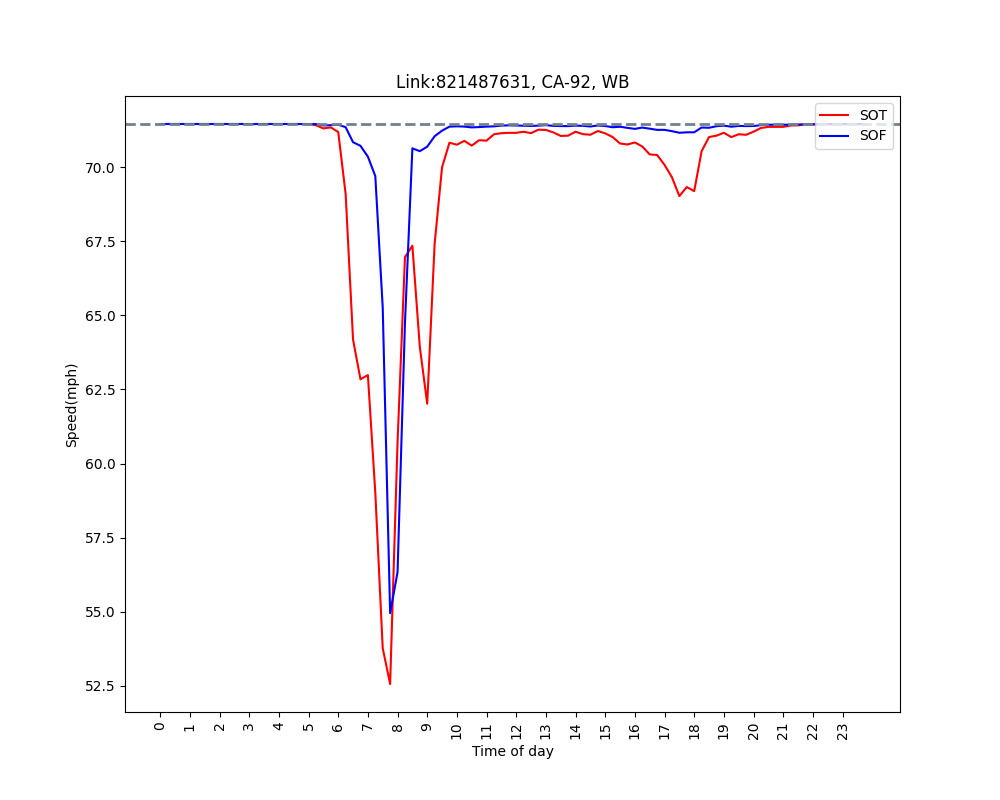 Link:821487631, CA-92, WB
SOT
SOF
70.0
67.5
65.0
62.5
60.0
57.5
55.0
52.5
Speed(mph)
0 1 2 3 4 5 6 7 8 9 10 11 12 13 14 15 16 17 18 19 20 21 22 23
Time of day